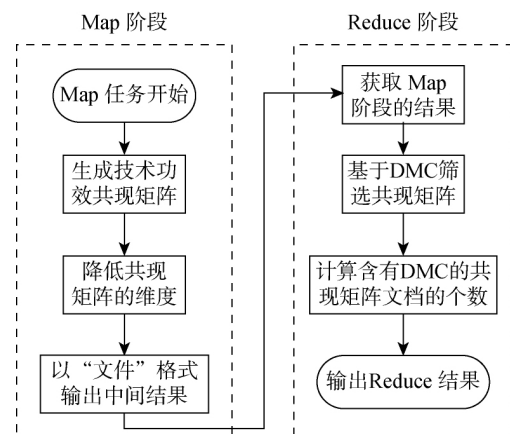 Map 阶段
Map 任务开始
生成技术功
效共现矩阵
降低共现
矩阵的维度
以“文件”格式
输出中间结果
Reduce 阶段
获取 Map
阶段的结果
基于DMC筛
选共现矩阵
计算含有DMC的共
现矩阵文档的个数
输出Reduce 结果